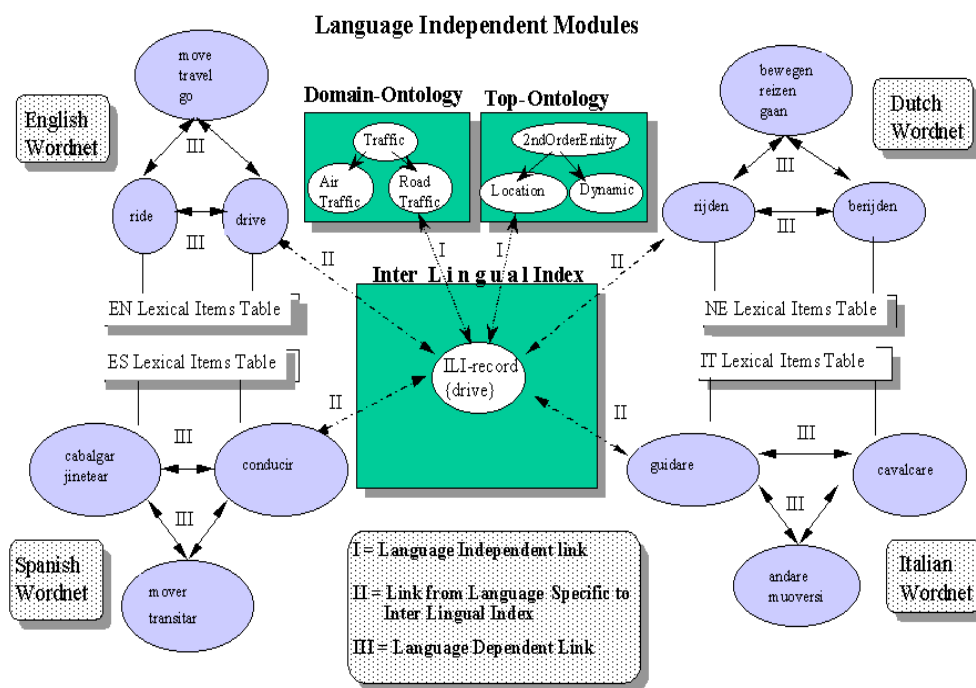 Language Independent Modules
move
travel
go
English
Wordnet
III
ride
drive
III
EN Lexical Items Table
Domain-Ontology
Traffic
Air
Traffic
Road
Traffic
Top-Ontology
2ndOrderEntity
Location
Dynamic
I
I
II
II
Inter Lingual Index
ILI-record
{drive}
bewegen
reizen
gaan
Dutch
Wordnet
III
rijden
berijden
III
NE Lexical Items Table
ES Lexical Items Table
II
III
cabalgar
jinetear
conducir
III
Spanish
Wordnet
mover
transitar
IT Lexical Items Table
II
III
guidare
cavalcare
III
andare
muoversi
Italian
Wordnet
I = Language Independent link
II = Link from Language Specific to
Inter Lingual Index
III = Language Dependent Link